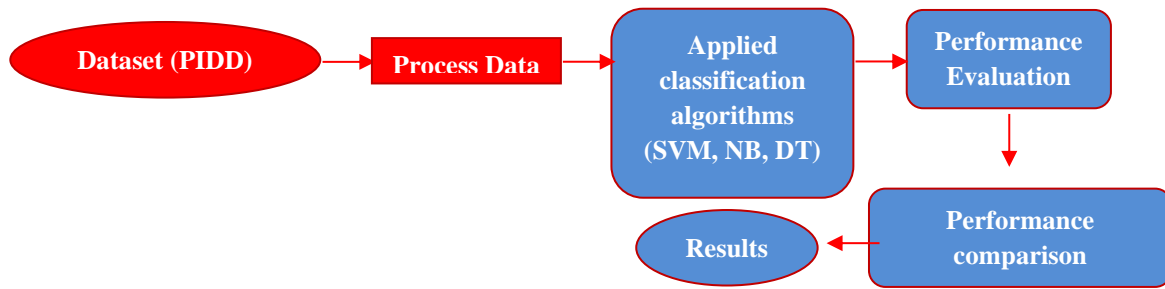 Dataset (PIDD)
Process Data
Applied
classification
algorithms
(SVM, NB, DT)
Performance
Evaluation
Performance
comparison
Results